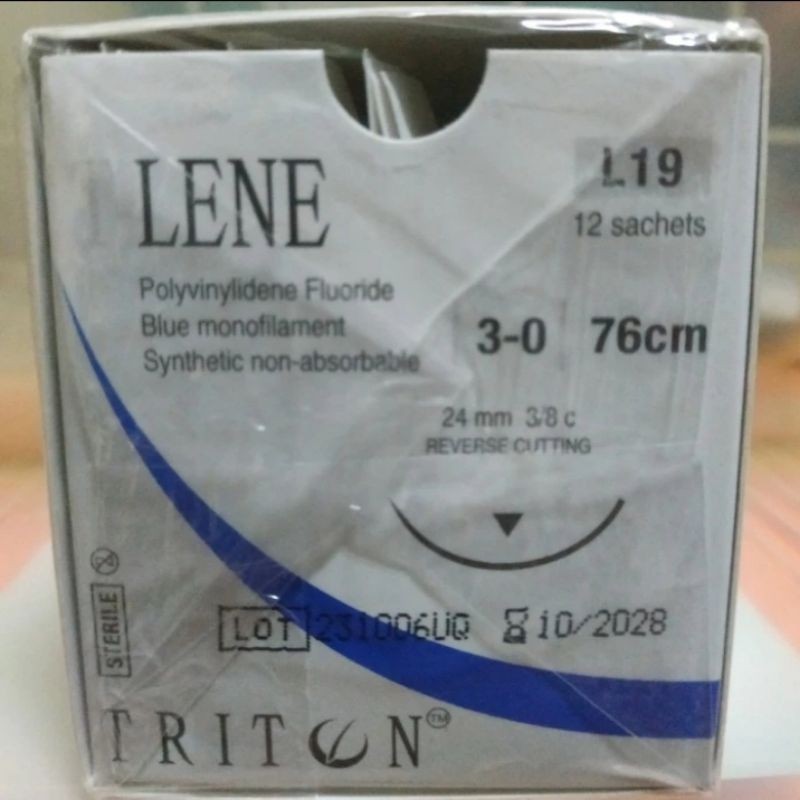 LENE
L19
12 sachets
Polyvinylidene Fluoride
Blue monofilament
Synthetic non-absorbable
3-0 76cm
24 mm 3/8 c
REVERSE CUTTING
STERILE
LOT 231006UQ 10/2028
TRITON™